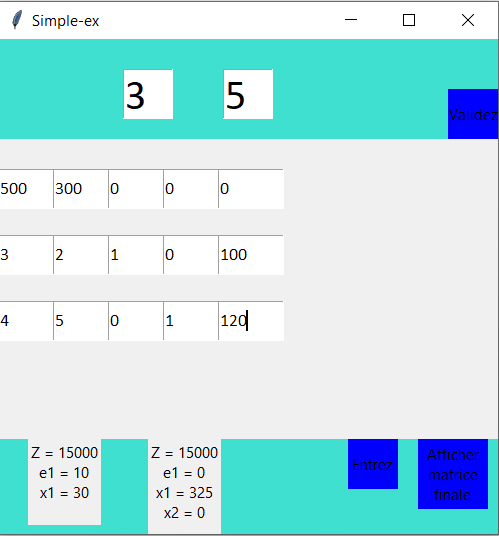 Simple-ex
3 5
Validez
500 300 0 0 0
3 2 1 0 100
4 5 0 1 120
Z = 15000
e1 = 10
x1 = 30
Z = 15000
e1 = 0
x1 = 325
x2 = 0
Entrez
Afficher
matrice
finale